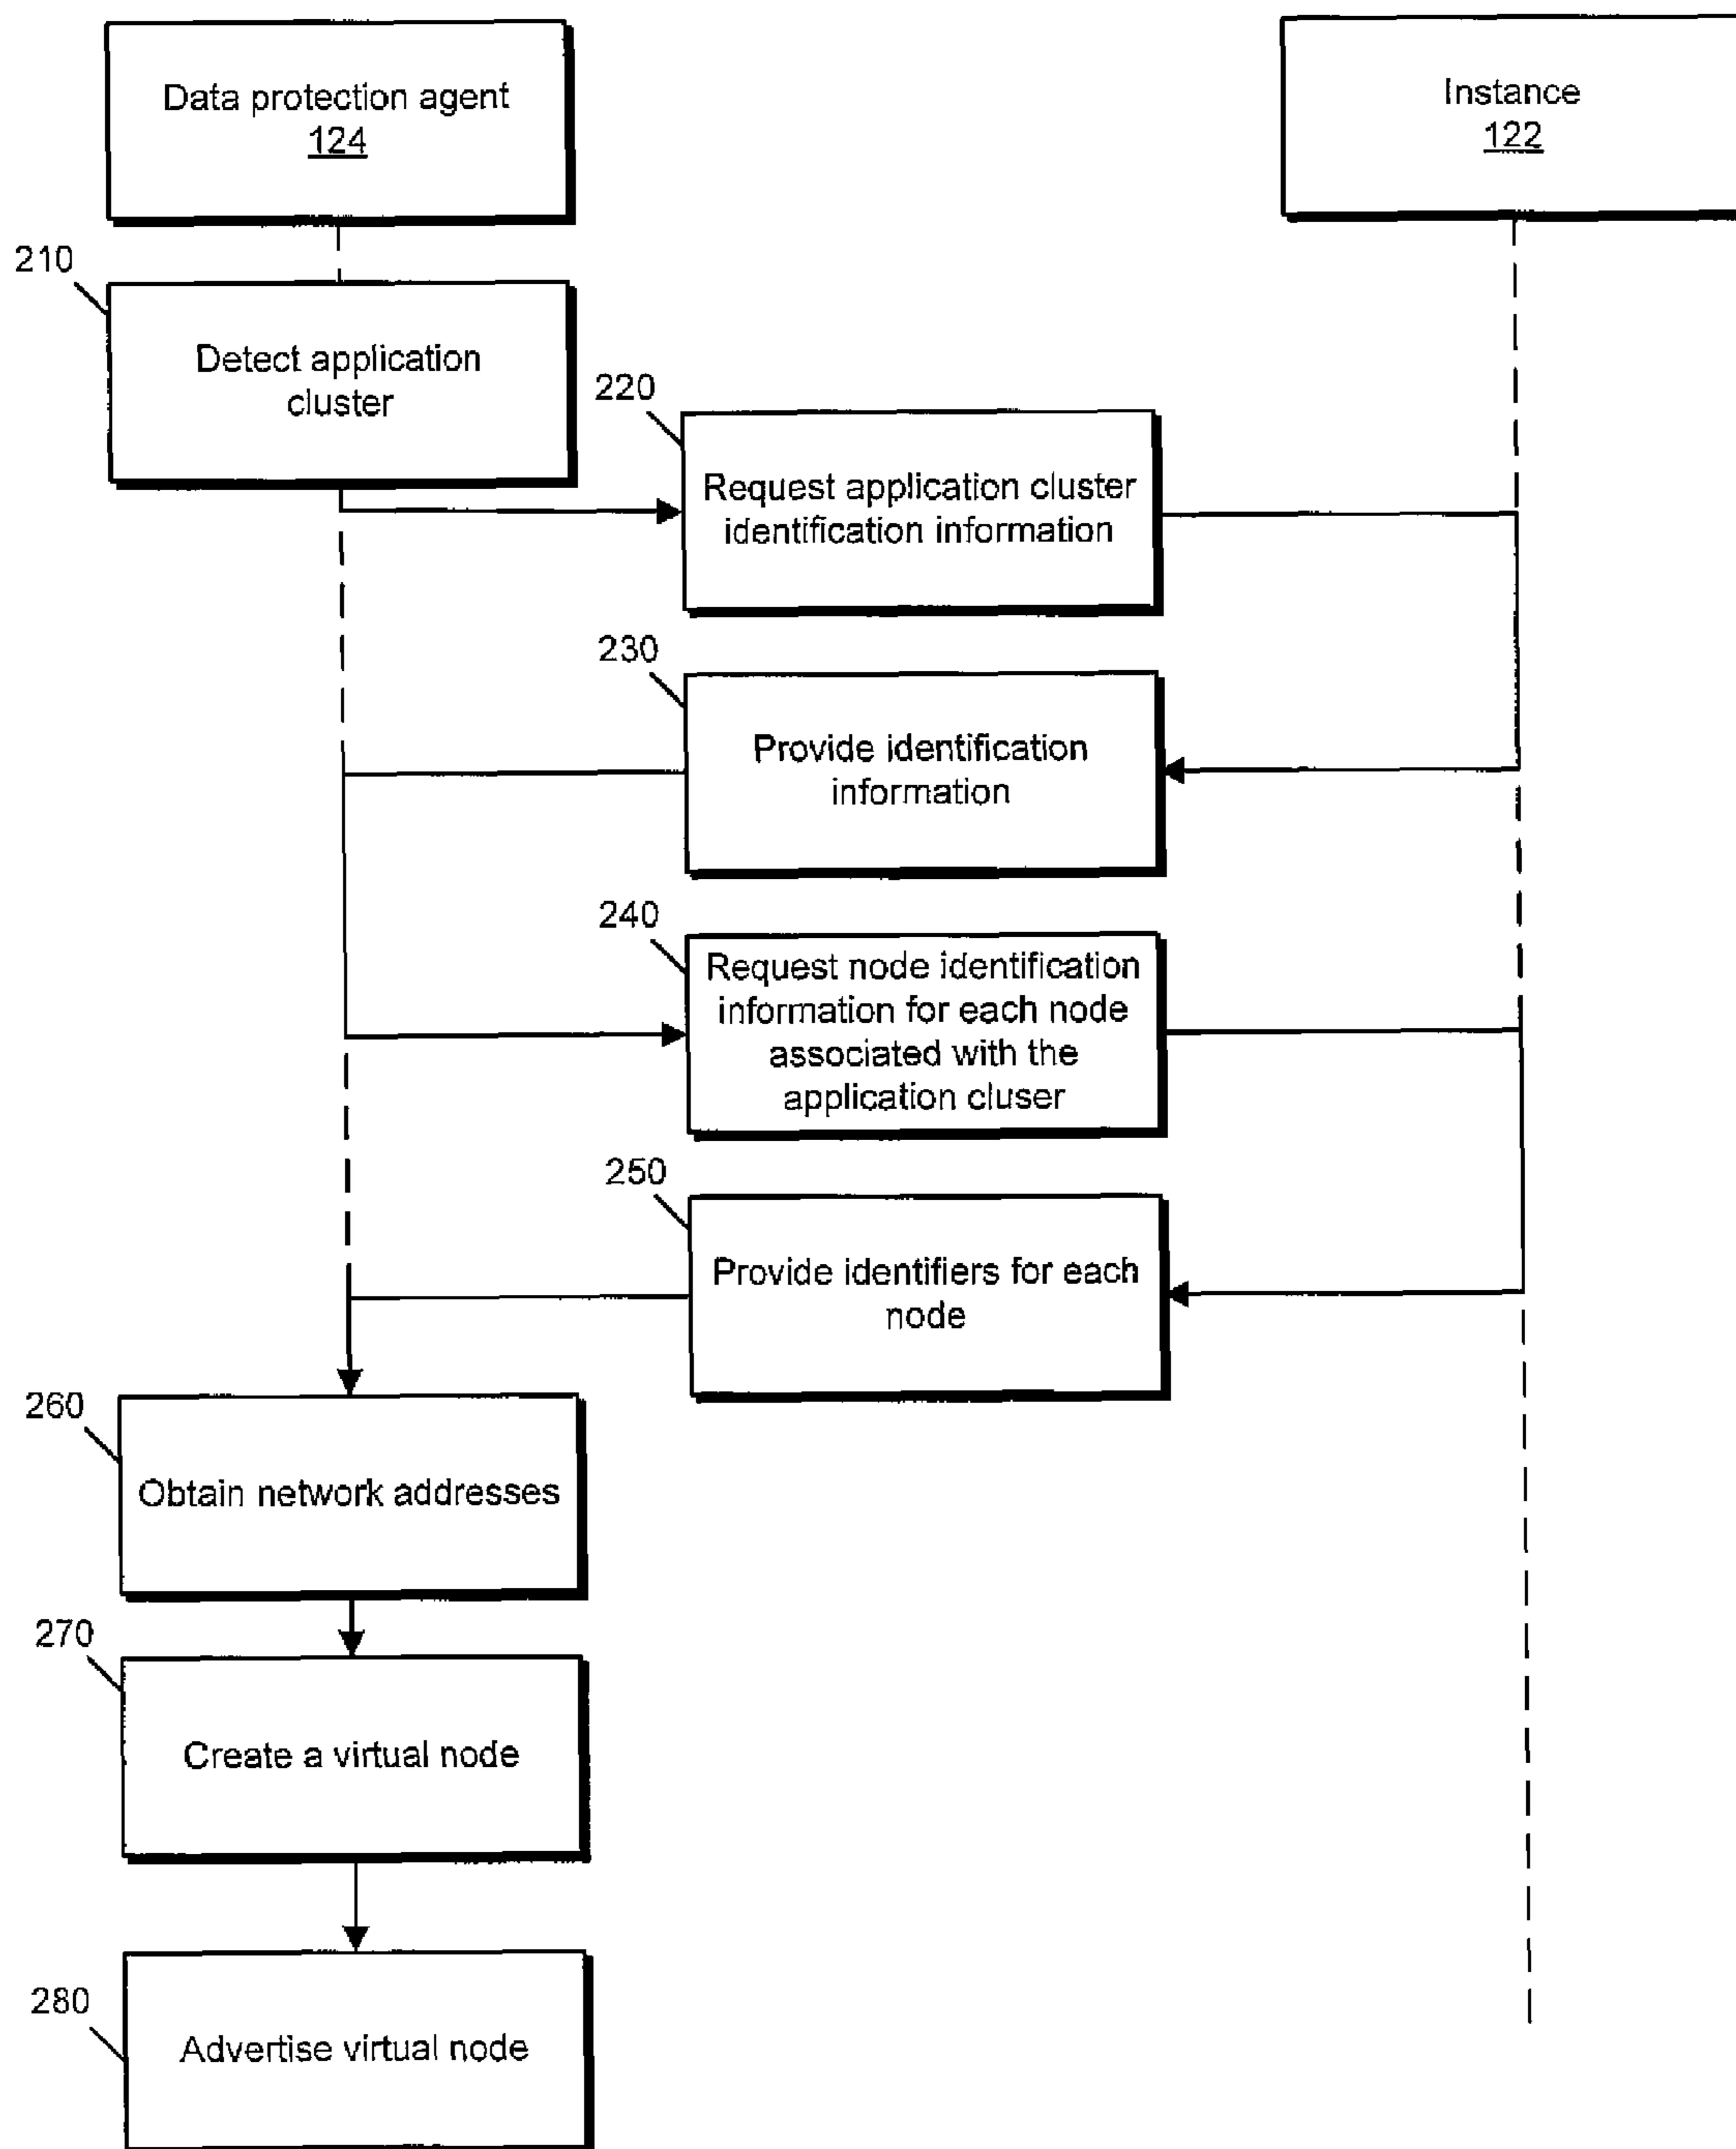 Data protection agent
124
Instance
122
210
Detect application
cluster
220
Request application cluster
identification information
230
Provide identification
information
240
Request node identification
information for each node
associated with the
application cluser
250
Provide identifiers for each
node
260
Obtain network addresses
270
Create a virtual node
280
Advertise virtual node